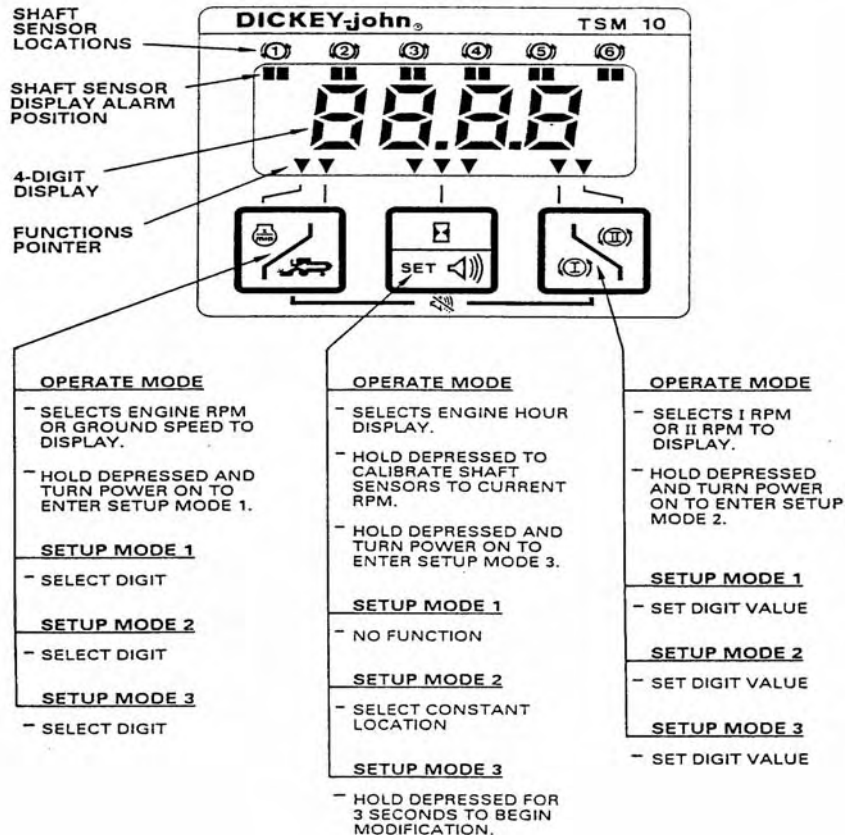 SHAFT
SENSOR
LOCATIONS
DICKEY-john®
TSM 10
1 2 3 4 5 6
SHAFT SENSOR
DISPLAY ALARM
POSITION
88.8.8
4-DIGIT
DISPLAY
FUNCTIONS
POINTER
n/min
SET
I
II
OPERATE MODE
- SELECTS ENGINE RPM
OR GROUND SPEED TO
DISPLAY.
- HOLD DEPRESSED AND
TURN POWER ON TO
ENTER SETUP MODE 1.
SETUP MODE 1
- SELECT DIGIT
SETUP MODE 2
- SELECT DIGIT
SETUP MODE 3
- SELECT DIGIT
OPERATE MODE
- SELECTS ENGINE HOUR
DISPLAY.
- HOLD DEPRESSED TO
CALIBRATE SHAFT
SENSORS TO CURRENT
RPM.
- HOLD DEPRESSED AND
TURN POWER ON TO
ENTER SETUP MODE 3.
SETUP MODE 1
- NO FUNCTION
SETUP MODE 2
- SELECT CONSTANT
LOCATION
SETUP MODE 3
- HOLD DEPRESSED FOR
3 SECONDS TO BEGIN
MODIFICATION.
OPERATE MODE
- SELECTS I RPM
OR II RPM TO
DISPLAY.
- HOLD DEPRESSED
AND TURN POWER
ON TO ENTER SETUP
MODE 2.
SETUP MODE 1
- SET DIGIT VALUE
SETUP MODE 2
- SET DIGIT VALUE
SETUP MODE 3
- SET DIGIT VALUE